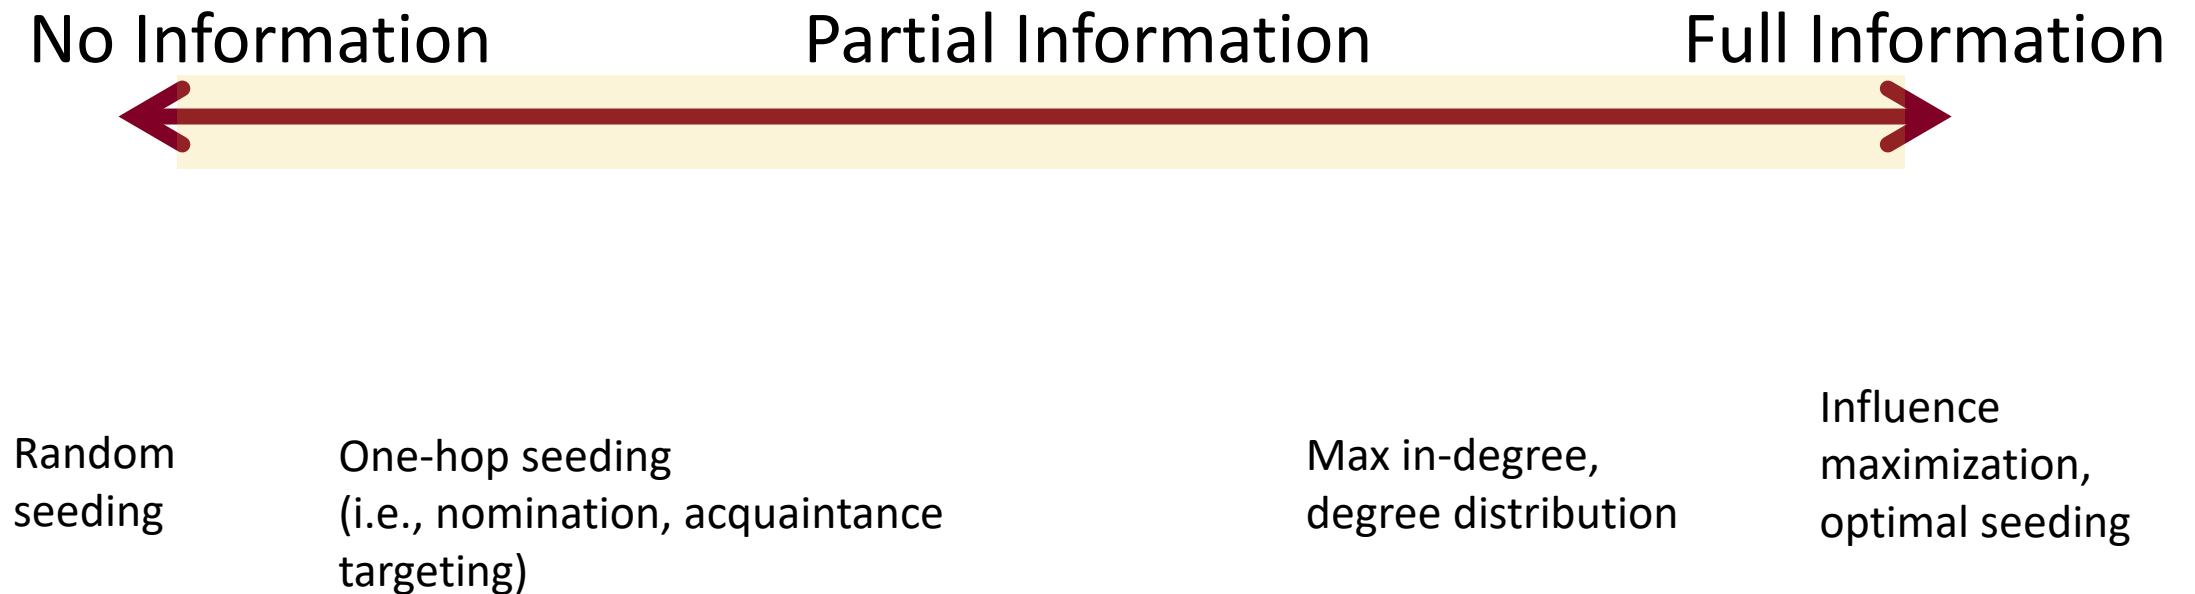 No Information
Partial Information
Full Information
Random
seeding
One-hop seeding
(i.e., nomination, acquaintance
targeting)
Max in-degree,
degree distribution
Influence
maximization,
optimal seeding